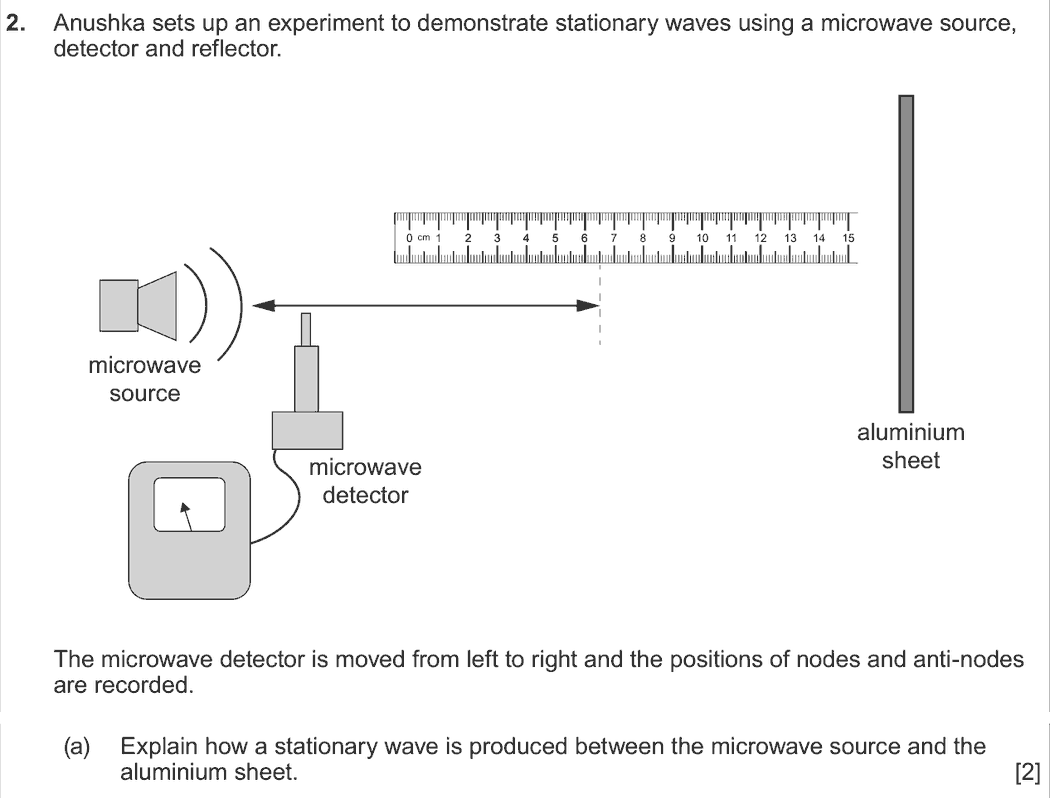 2. Anushka sets up an experiment to demonstrate stationary waves using a microwave source,
detector and reflector.
0 cm 1 2 3 4 5 6 7 8 9 10 11 12 13 14 15
microwave
source
aluminium
sheet
microwave
detector
The microwave detector is moved from left to right and the positions of nodes and anti-nodes
are recorded.
(a) Explain how a stationary wave is produced between the microwave source and the
aluminium sheet. [2]